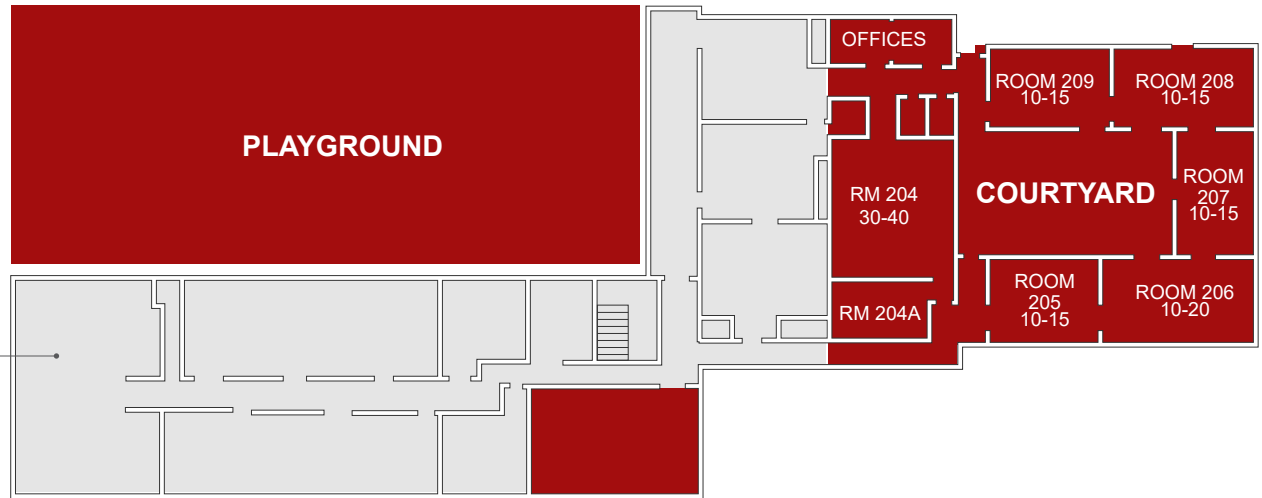 PLAYGROUND
OFFICES
ROOM 209
10-15
ROOM 208
10-15
RM 204
30-40
COURTYARD
ROOM
207
10-15
RM 204A
ROOM
205
10-15
ROOM 206
10-20